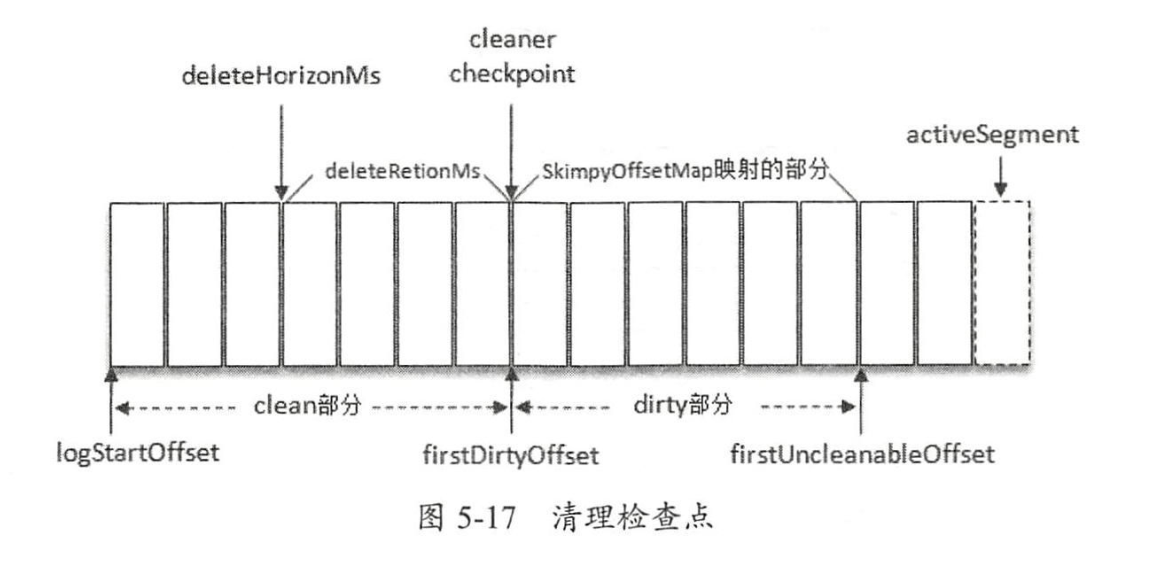 cleaner
checkpoint
deleteHorizonMs
activeSegment
deleteRetionMs
SkimpyOffsetMap映射的部分
clean部分
dirty部分
logStartOffset
firstDirtyOffset
firstUncleanableOffset
图 5-17 清理检查点